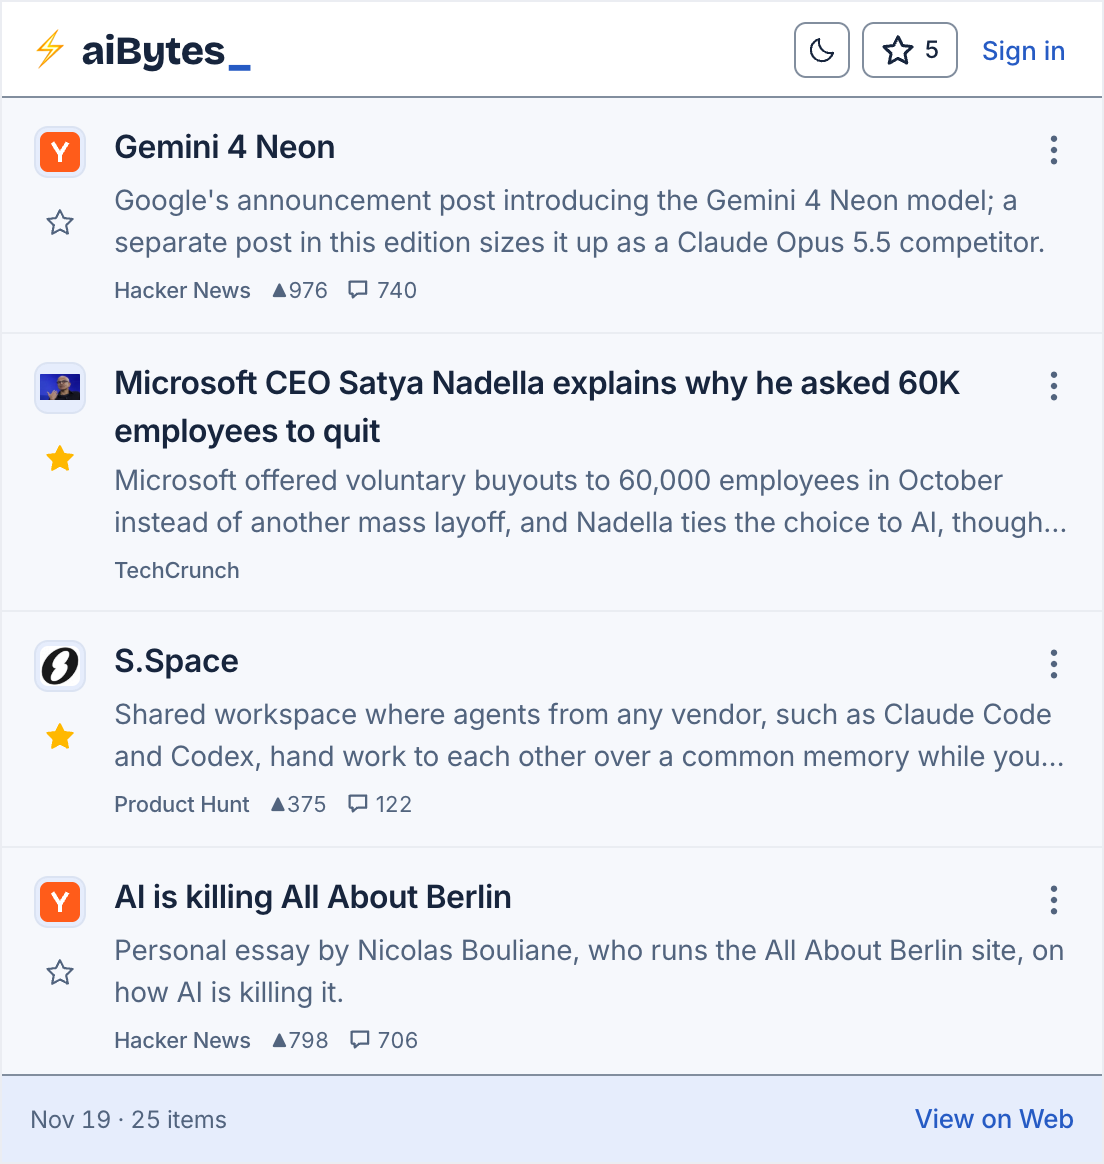 aiBytes_
5
Sign in
Gemini 4 Neon
Google's announcement post introducing the Gemini 4 Neon model; a
separate post in this edition sizes it up as a Claude Opus 5.5 competitor.
Hacker News ▲976 740
Microsoft CEO Satya Nadella explains why he asked 60K
employees to quit
Microsoft offered voluntary buyouts to 60,000 employees in October
instead of another mass layoff, and Nadella ties the choice to AI, though...
TechCrunch
S.Space
Shared workspace where agents from any vendor, such as Claude Code
and Codex, hand work to each other over a common memory while you...
Product Hunt ▲375 122
AI is killing All About Berlin
Personal essay by Nicolas Bouliane, who runs the All About Berlin site, on
how AI is killing it.
Hacker News ▲798 706
Nov 19 · 25 items
View on Web